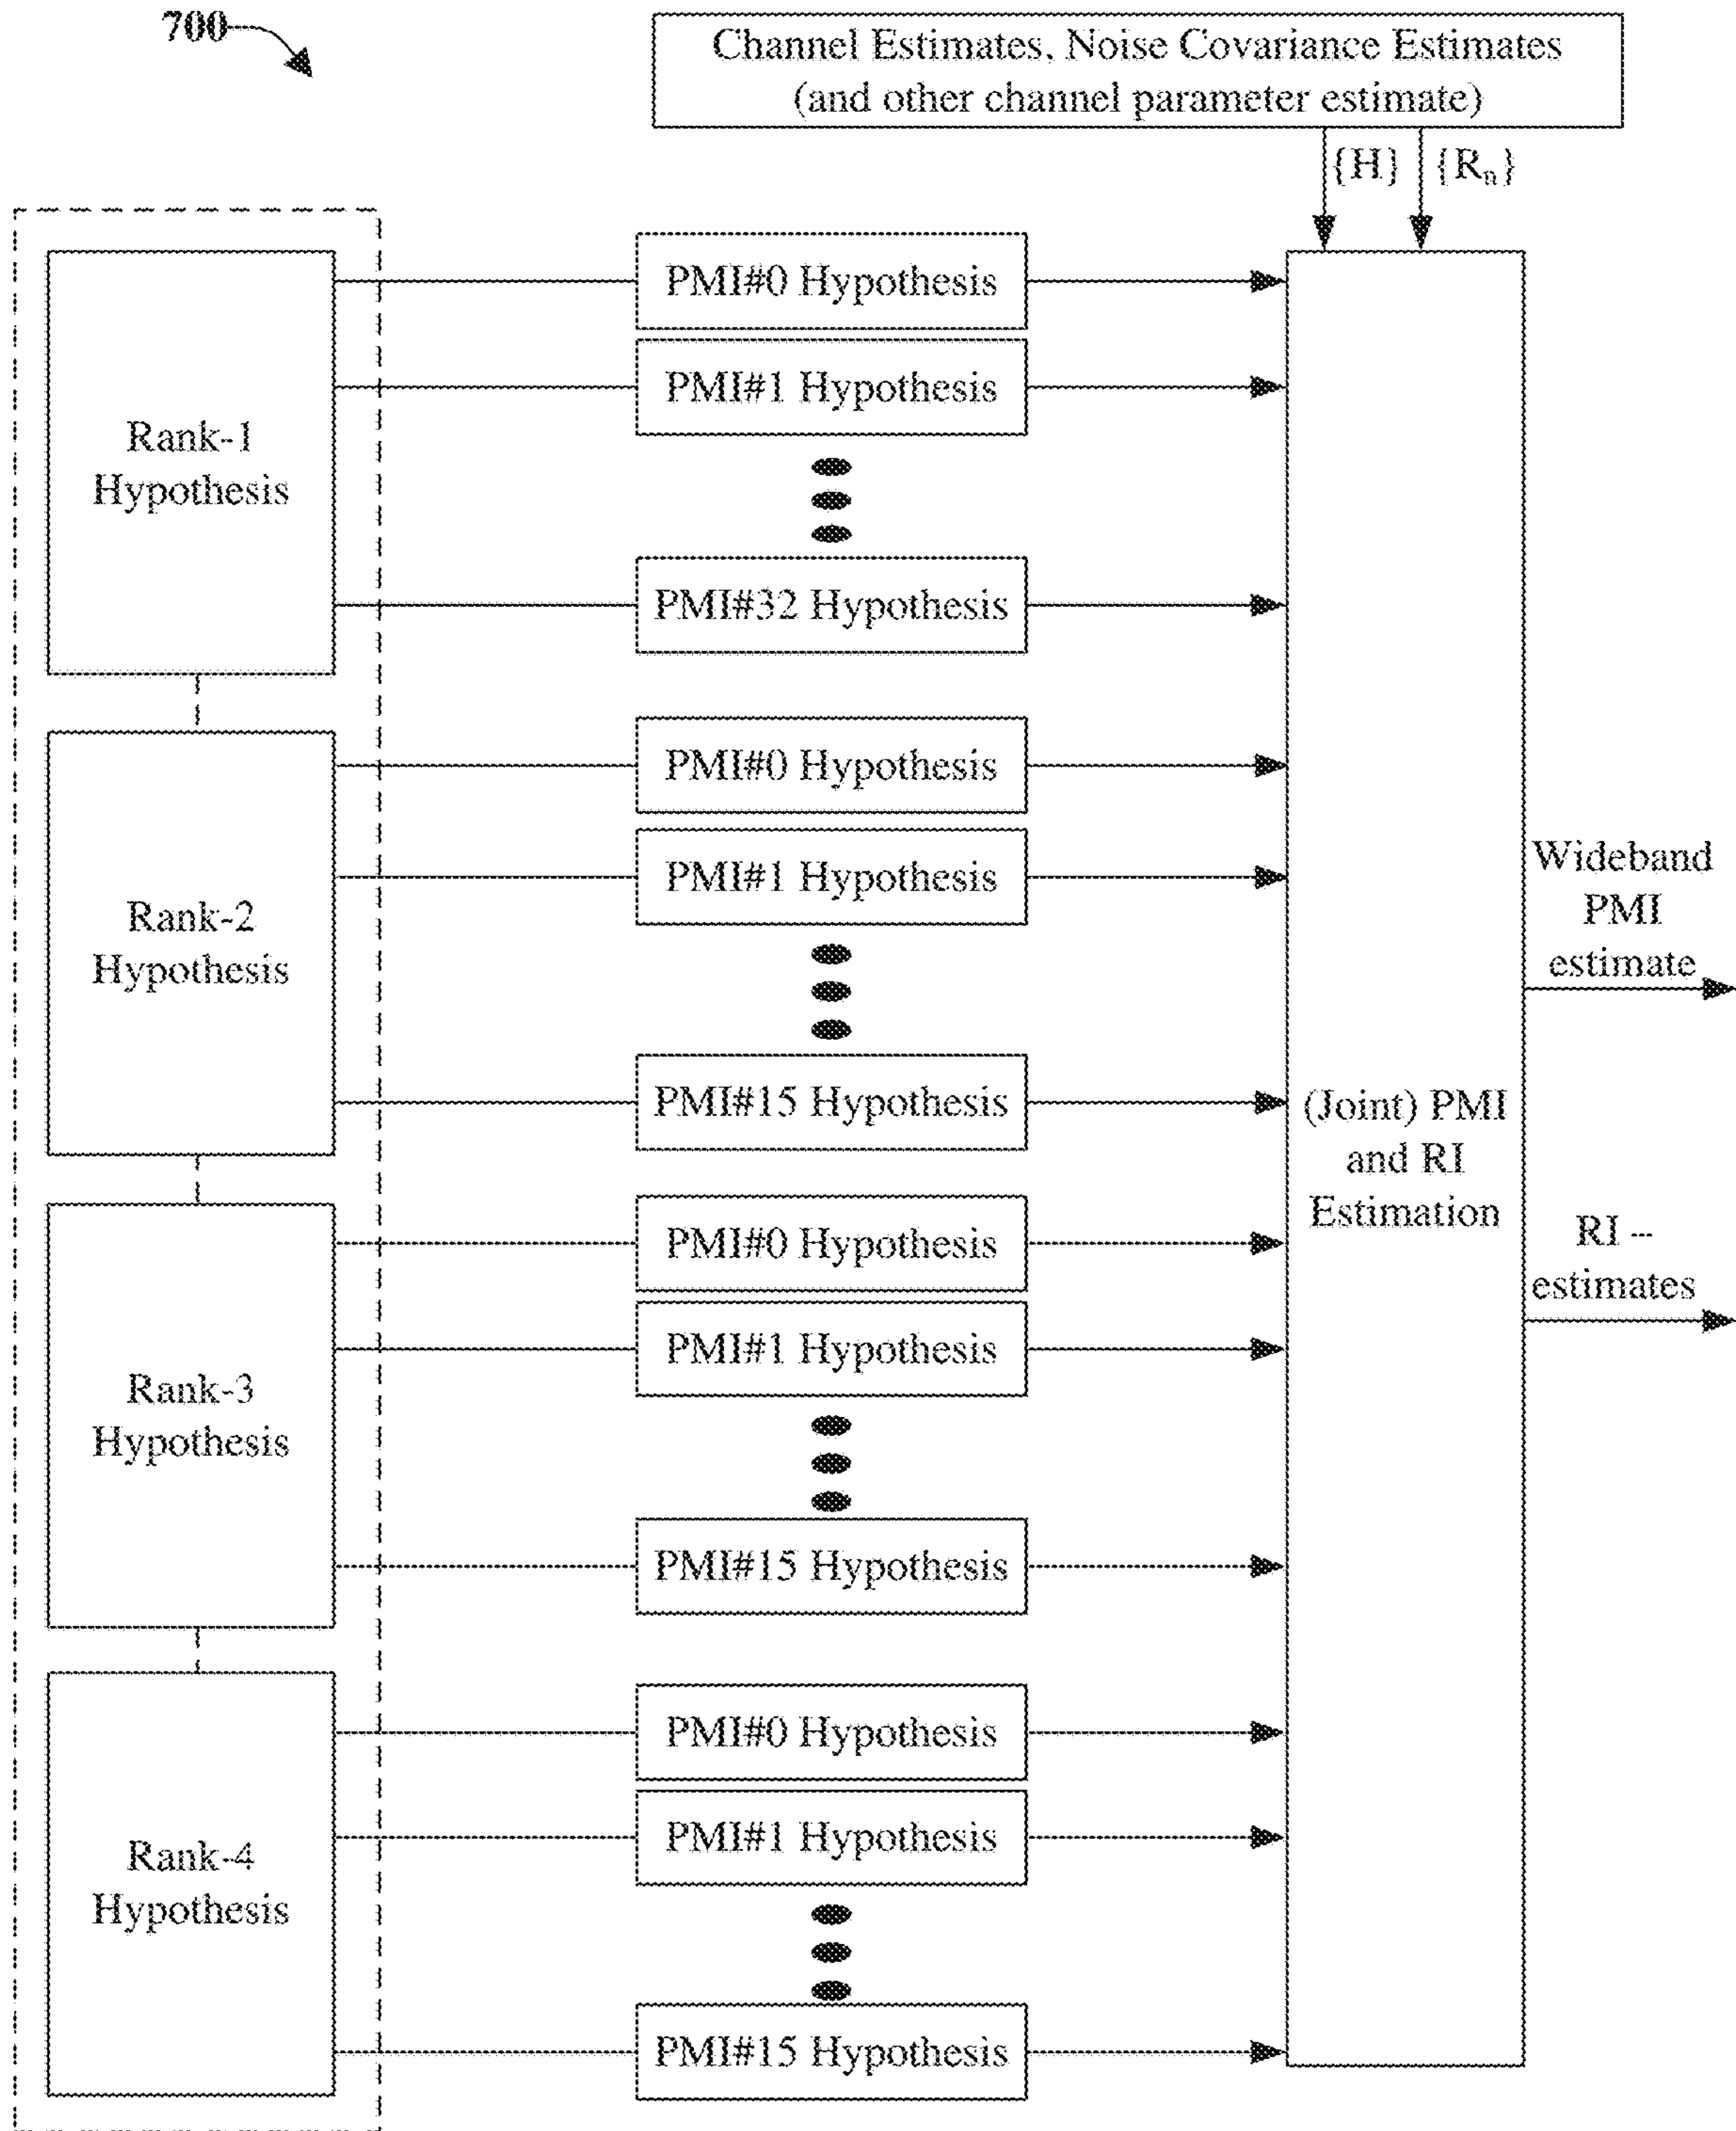 700
Channel Estimates, Noise Covariance Estimates
(and other channel parameter estimate)
{H} {Rₙ}
Rank-1
Hypothesis
PMI#0 Hypothesis
PMI#1 Hypothesis
PMI#32 Hypothesis
Rank-2
Hypothesis
PMI#0 Hypothesis
PMI#1 Hypothesis
PMI#15 Hypothesis
Rank-3
Hypothesis
PMI#0 Hypothesis
PMI#1 Hypothesis
PMI#15 Hypothesis
Rank-4
Hypothesis
PMI#0 Hypothesis
PMI#1 Hypothesis
PMI#15 Hypothesis
(Joint) PMI
and RI
Estimation
Wideband
PMI
estimate
RI --
estimates